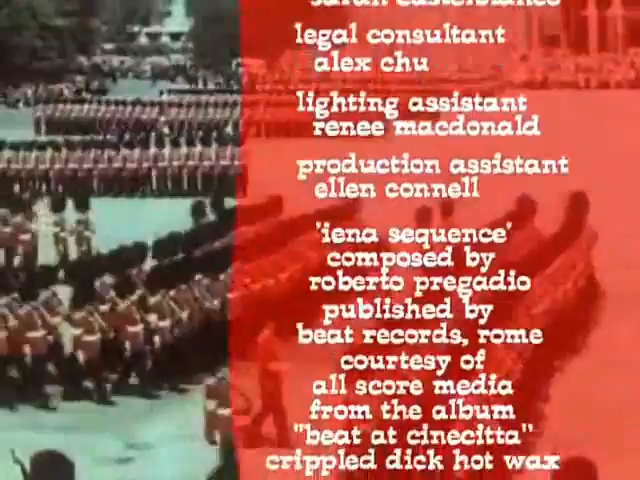 legal consultant
alex chu
lighting assistant
renee macdonald
production assistant
ellen connell
'iena sequence'
composed by
roberto pregadio
published by
beat records, rome
courtesy of
all score media
from the album
"beat at cinecitta"
crippled dick hot wax